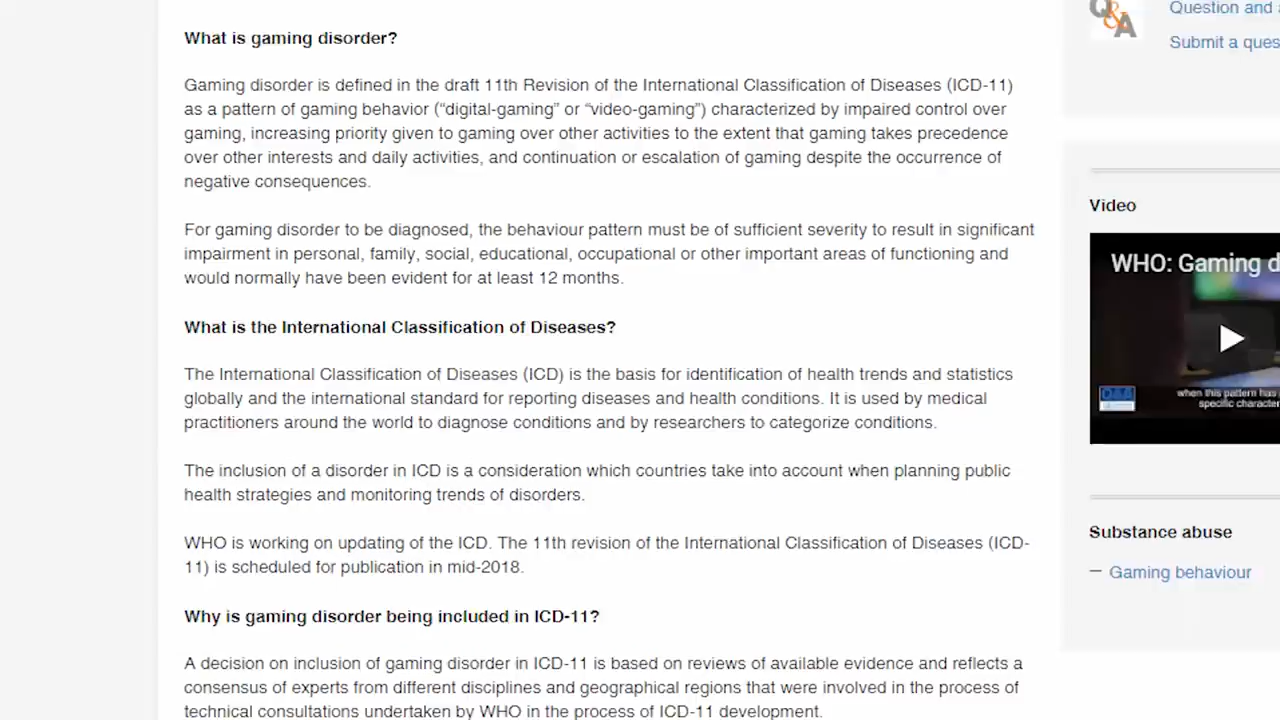 What is gaming disorder?
Gaming disorder is defined in the draft 11th Revision of the International Classification of Diseases (ICD-11)
as a pattern of gaming behavior (“digital-gaming” or “video-gaming”) characterized by impaired control over
gaming, increasing priority given to gaming over other activities to the extent that gaming takes precedence
over other interests and daily activities, and continuation or escalation of gaming despite the occurrence of
negative consequences.
For gaming disorder to be diagnosed, the behaviour pattern must be of sufficient severity to result in significant
impairment in personal, family, social, educational, occupational or other important areas of functioning and
would normally have been evident for at least 12 months.
What is the International Classification of Diseases?
The International Classification of Diseases (ICD) is the basis for identification of health trends and statistics
globally and the international standard for reporting diseases and health conditions. It is used by medical
practitioners around the world to diagnose conditions and by researchers to categorize conditions.
The inclusion of a disorder in ICD is a consideration which countries take into account when planning public
health strategies and monitoring trends of disorders.
WHO is working on updating of the ICD. The 11th revision of the International Classification of Diseases (ICD-
11) is scheduled for publication in mid-2018.
Why is gaming disorder being included in ICD-11?
A decision on inclusion of gaming disorder in ICD-11 is based on reviews of available evidence and reflects a
consensus of experts from different disciplines and geographical regions that were involved in the process of
technical consultations undertaken by WHO in the process of ICD-11 development.
Q&A
Question and
Submit a ques
Video
WHO: Gaming d
when this pattern has
specific character
Substance abuse
– Gaming behaviour